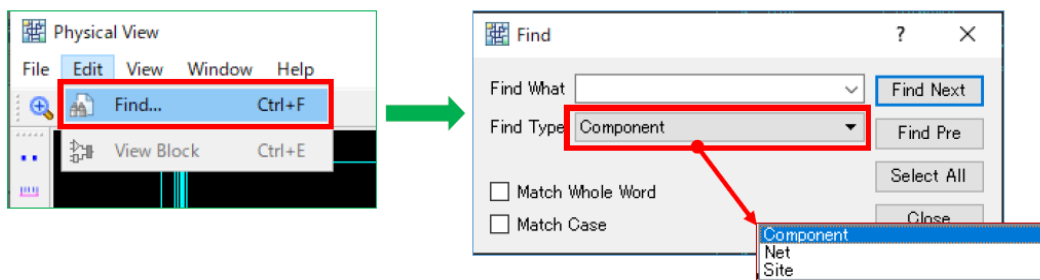 Physical View
File Edit View Window Help
Find... Ctrl+F
View Block Ctrl+E
Find ? ×
Find What Find Next
Find Type Component Find Pre
Select All
Match Whole Word
Match Case Close
Component
Net
Site